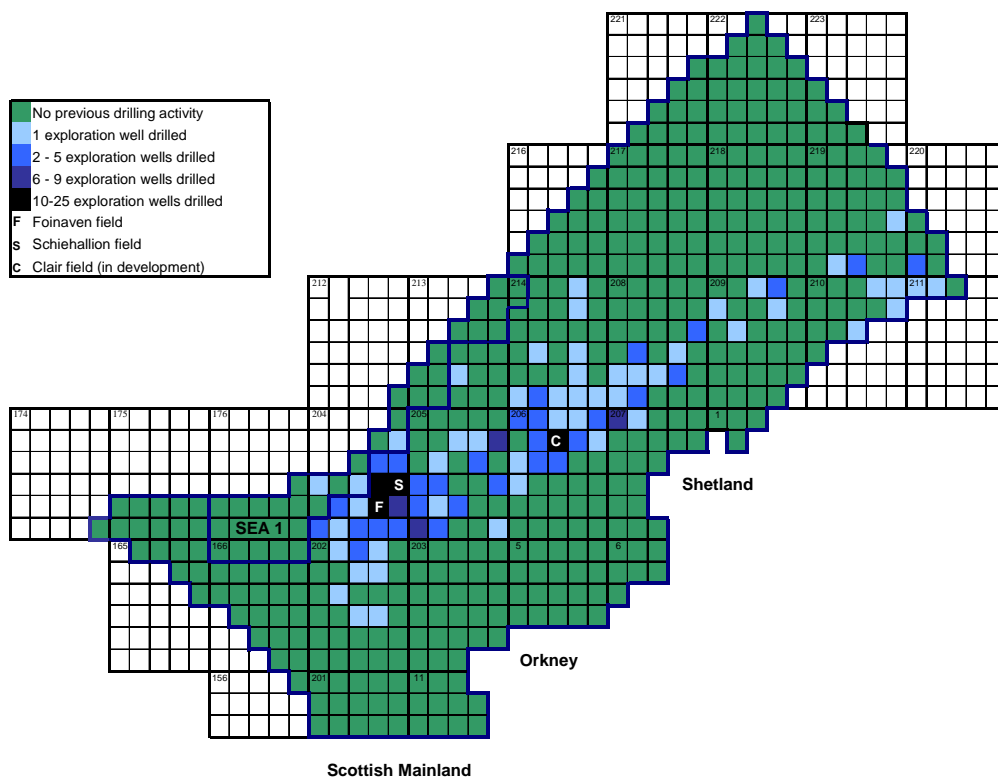 221 222 223
No previous drilling activity
1 exploration well drilled
2 - 5 exploration wells drilled
6 - 9 exploration wells drilled
10-25 exploration wells drilled
F Foinaven field
S Schiehallion field
C Clair field (in development)
216 217 218 219 220
212 213 214 208 209 210 211
174 175 176 204 205 206 207 1
C
S
F
Shetland
SEA 1
165 166 202 203 5 6
Orkney
156 201 11
Scottish Mainland